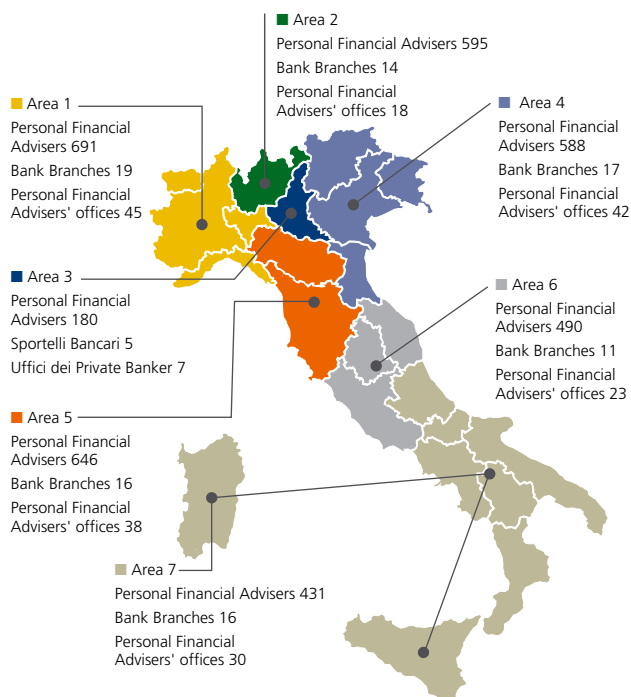 Area 2
Personal Financial Advisers 595
Bank Branches 14
Personal Financial
Advisers' offices 18
Area 1
Personal Financial
Advisers 691
Bank Branches 19
Personal Financial
Advisers' offices 45
Area 4
Personal Financial
Advisers 588
Bank Branches 17
Personal Financial
Advisers' offices 42
Area 3
Personal Financial
Advisers 180
Sportelli Bancari 5
Uffici dei Private Banker 7
Area 6
Personal Financial
Advisers 490
Bank Branches 11
Personal Financial
Advisers' offices 23
Area 5
Personal Financial
Advisers 646
Bank Branches 16
Personal Financial
Advisers' offices 38
Area 7
Personal Financial Advisers 431
Bank Branches 16
Personal Financial
Advisers' offices 30